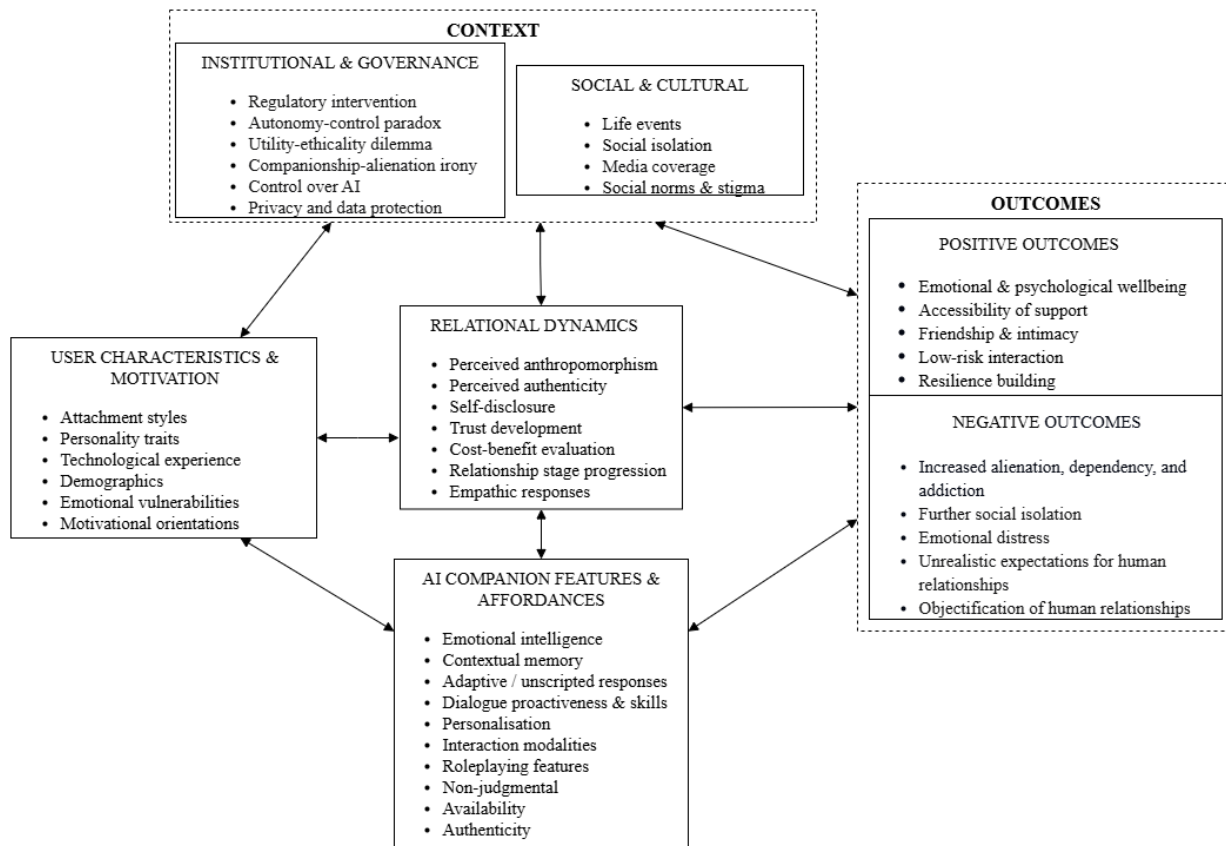 CONTEXT
INSTITUTIONAL & GOVERNANCE
• Regulatory intervention
• Autonomy-control paradox
• Utility-ethicality dilemma
• Companionship-alienation irony
• Control over AI
• Privacy and data protection
SOCIAL & CULTURAL
• Life events
• Social isolation
• Media coverage
• Social norms & stigma
OUTCOMES
POSITIVE OUTCOMES
• Emotional & psychological wellbeing
• Accessibility of support
• Friendship & intimacy
• Low-risk interaction
• Resilience building
NEGATIVE OUTCOMES
• Increased alienation, dependency, and
addiction
• Further social isolation
• Emotional distress
• Unrealistic expectations for human
relationships
• Objectification of human relationships
RELATIONAL DYNAMICS
• Perceived anthropomorphism
• Perceived authenticity
• Self-disclosure
• Trust development
• Cost-benefit evaluation
• Relationship stage progression
• Empathic responses
USER CHARACTERISTICS &
MOTIVATION
• Attachment styles
• Personality traits
• Technological experience
• Demographics
• Emotional vulnerabilities
• Motivational orientations
AI COMPANION FEATURES &
AFFORDANCES
• Emotional intelligence
• Contextual memory
• Adaptive / unscripted responses
• Dialogue proactiveness & skills
• Personalisation
• Interaction modalities
• Roleplaying features
• Non-judgmental
• Availability
• Authenticity